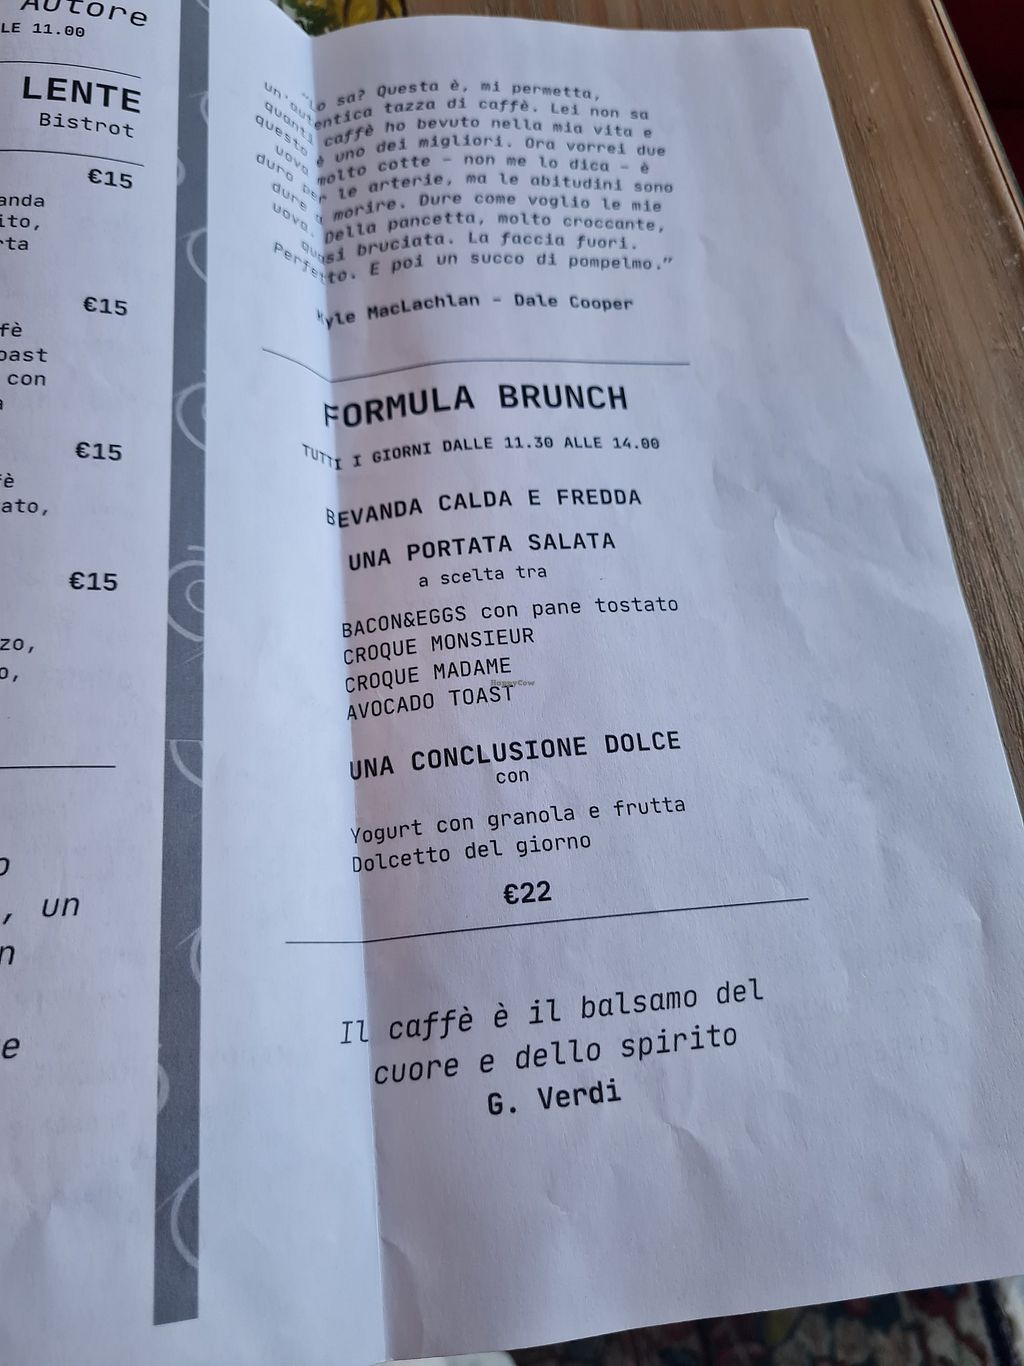 Autore
LE 11.00
LENTE
Bistrot
€15
anda
ito,
rta
€15
fè
oast
con
a
€15
fè
ato,
€15
zo,
o,
o
, un
n
e
"Lo sa? Questa è, mi permetta,
un'autentica tazza di caffè. Lei non sa
quanti caffè ho bevuto nella mia vita e
questo è uno dei migliori. Ora vorrei due
uova molto cotte – non me lo dica – è
duro per le arterie, ma le abitudini sono
dure a morire. Dure come voglio le mie
uova. Della pancetta, molto croccante,
quasi bruciata. La faccia fuori.
Perfetto. E poi un succo di pompelmo."
Kyle MacLachlan – Dale Cooper
FORMULA BRUNCH
TUTTI I GIORNI DALLE 11.30 ALLE 14.00
BEVANDA CALDA E FREDDA
UNA PORTATA SALATA
a scelta tra
BACON&EGGS con pane tostato
CROQUE MONSIEUR
CROQUE MADAME
HappyCow
AVOCADO TOAST
UNA CONCLUSIONE DOLCE
con
Yogurt con granola e frutta
Dolcetto del giorno
€22
Il caffè è il balsamo del
cuore e dello spirito
G. Verdi